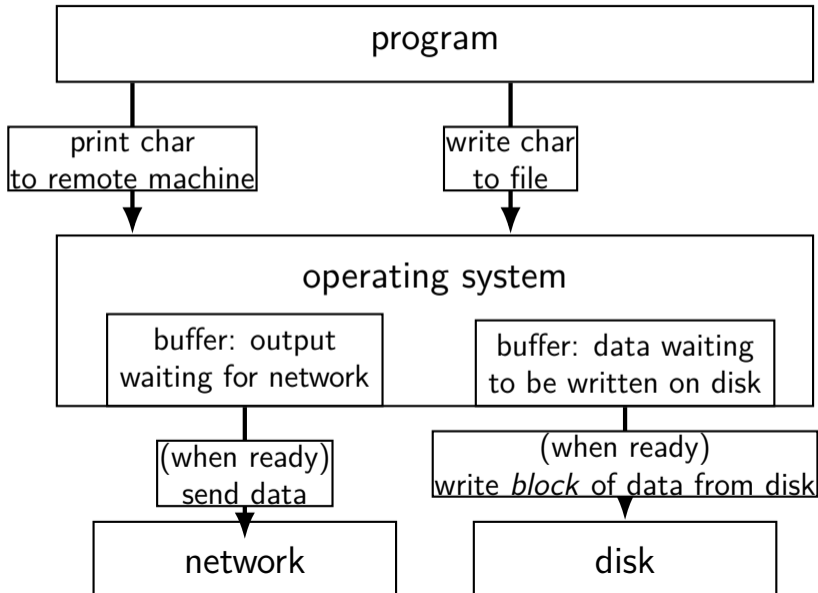 program
print char
to remote machine
write char
to file
operating system
buffer: output
waiting for network
buffer: data waiting
to be written on disk
(when ready)
send data
(when ready)
write block of data from disk
network
disk